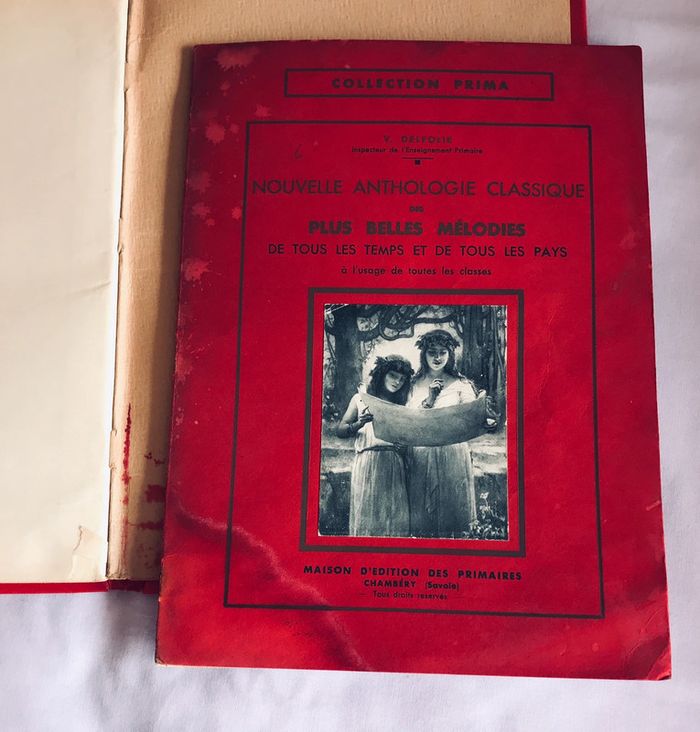 COLLECTION PRIMA
V. DELFOLIE
Inspecteur de l'Enseignement Primaire
NOUVELLE ANTHOLOGIE CLASSIQUE
DES
PLUS BELLES MÉLODIES
DE TOUS LES TEMPS ET DE TOUS LES PAYS
à l'usage de toutes les classes
MAISON D'EDITION DES PRIMAIRES
CHAMBÉRY (Savoie)
Tous droits reservés